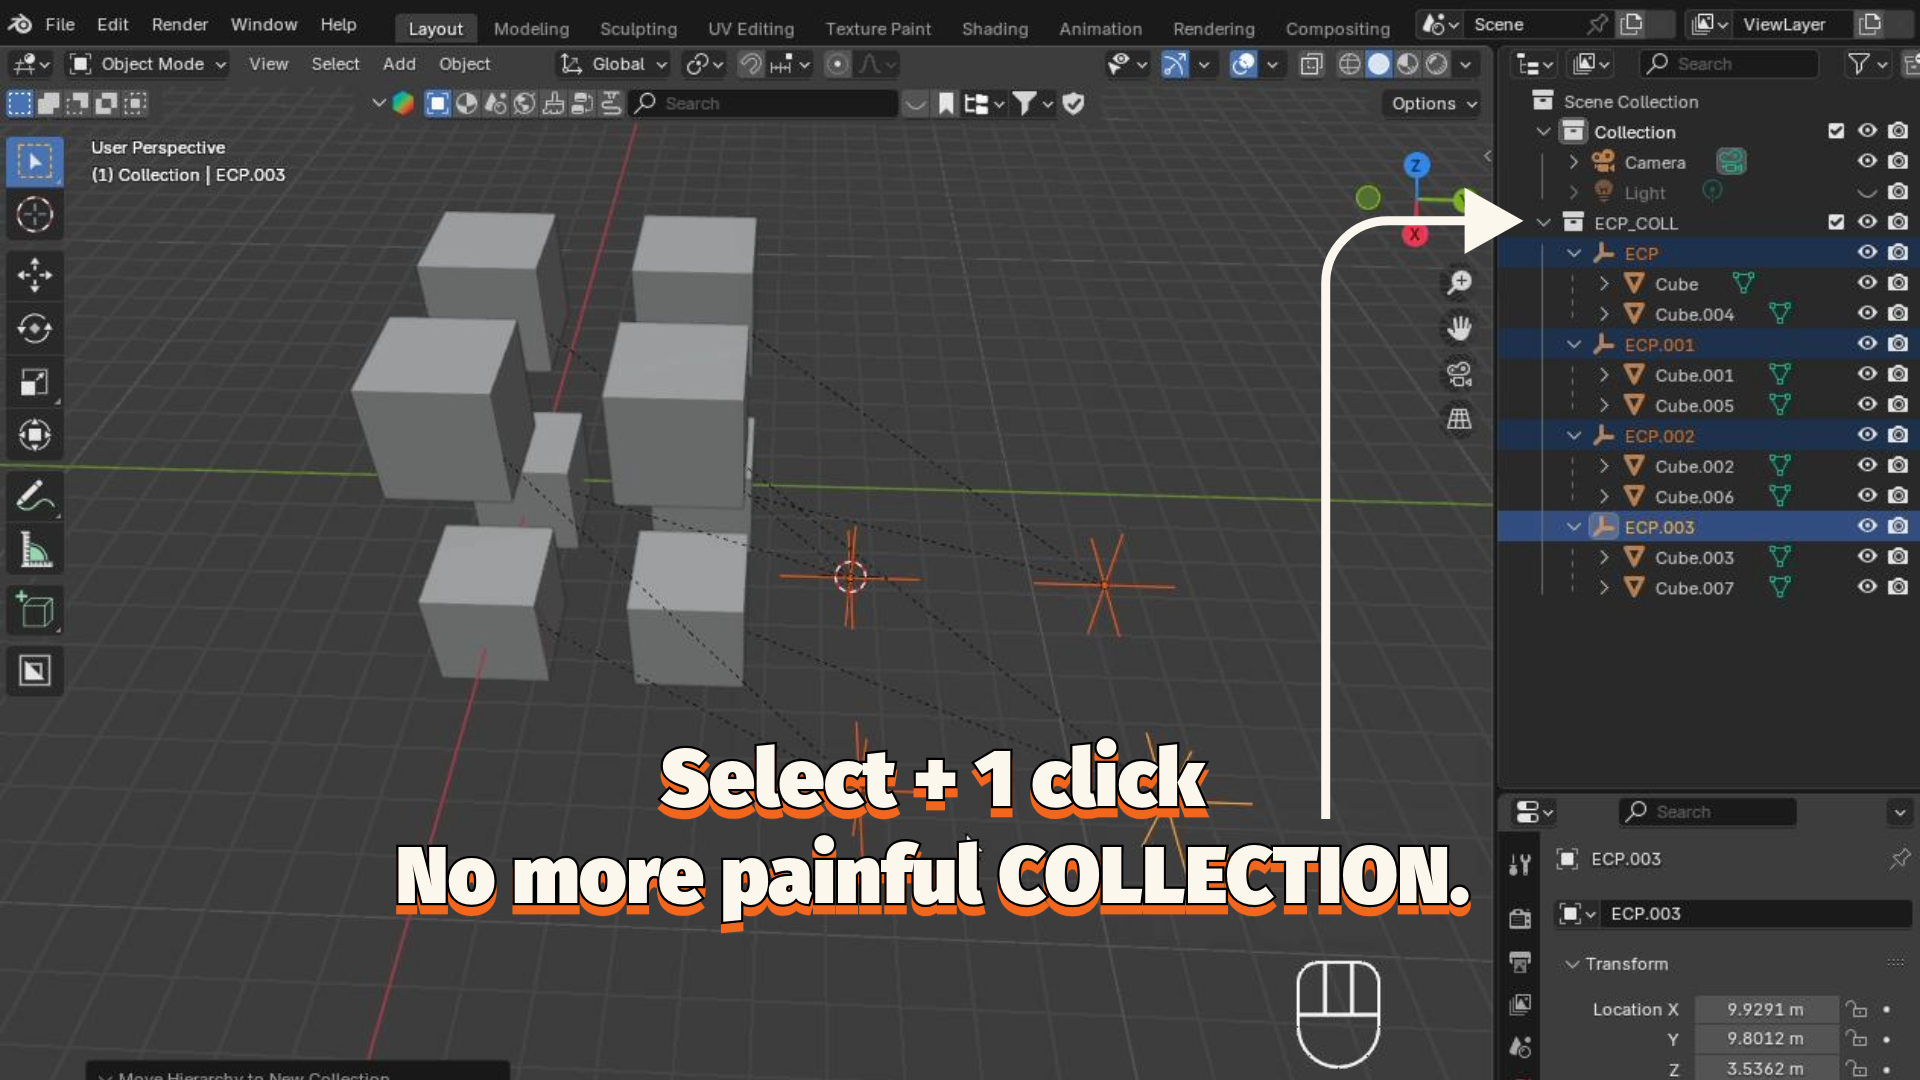 File Edit Render Window Help Layout Modeling Sculpting UV Editing Texture Paint Shading Animation Rendering Compositing Scene ViewLayer
Object Mode View Select Add Object Global Search
Search Options
User Perspective
(1) Collection | ECP.003
Z
X
Scene Collection
Collection
Camera
Light
ECP_COLL
ECP
Cube
Cube.004
ECP.001
Cube.001
Cube.005
ECP.002
Cube.002
Cube.006
ECP.003
Cube.003
Cube.007
Select + 1 click
No more painful COLLECTION.
Search
ECP.003
ECP.003
Transform
Location X 9.9291 m
Y 9.8012 m
Z 3.5362 m
Move Hierarchy to New Collection